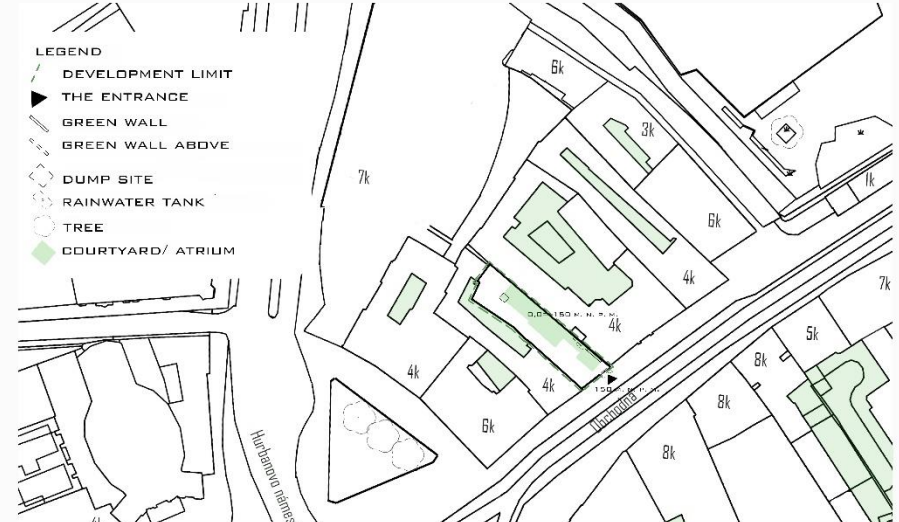 LEGEND
DEVELOPMENT LIMIT
THE ENTRANCE
GREEN WALL
GREEN WALL ABOVE
DUMP SITE
RAINWATER TANK
TREE
COURTYARD/ ATRIUM
6k
3k
7k
1k
6k
4k
7k
4k
5k
4k
8k
4k
8k
6k
8k
Obchodná
Hurbanovo námes